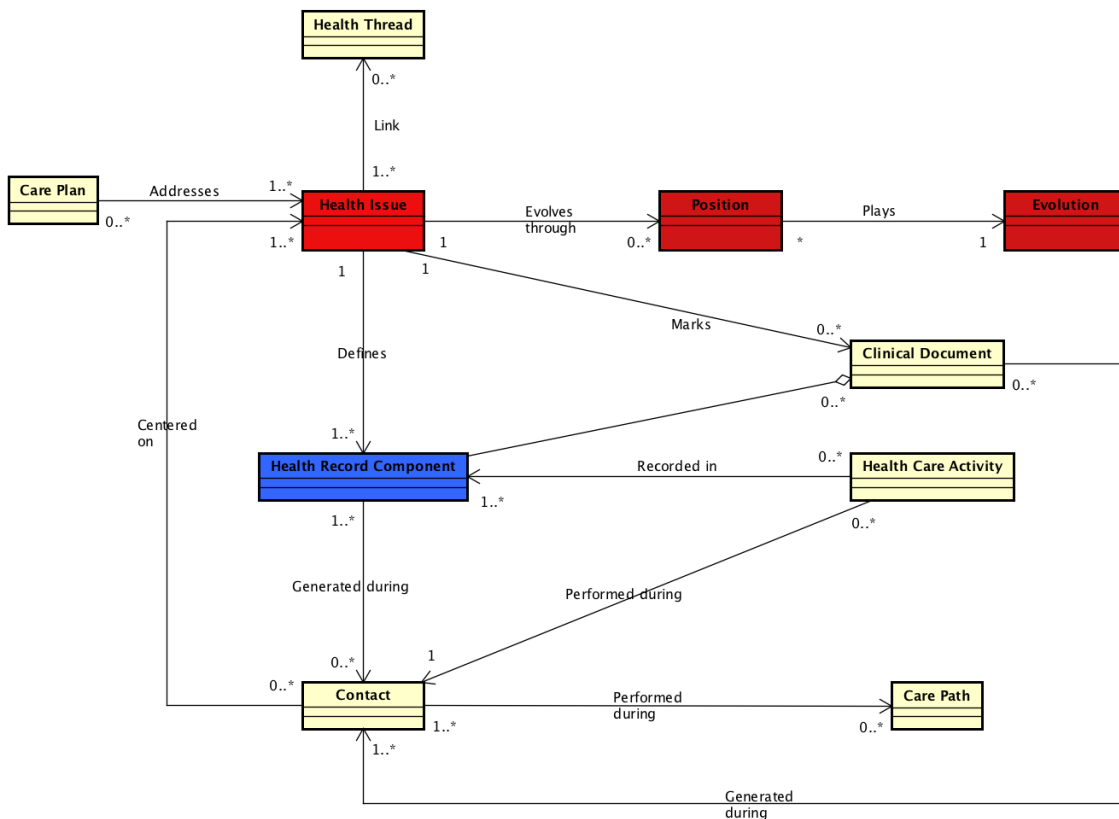 Health Thread
0..*
Link
1..*
Care Plan
Addresses
1..*
0..*
Health Issue
1..*
1
1
1
Evolves
through
0..*
Position
*
Plays
1
Evolution
Marks
0..*
Clinical Document
0..*
0..*
Defines
1..*
Centered
on
Health Record Component
1..*
Recorded in
0..*
1..*
Health Care Activity
0..*
Generated during
Performed during
0..*
1
0..*
Contact
1..*
1..*
Performed
during
0..*
Care Path
Generated
during